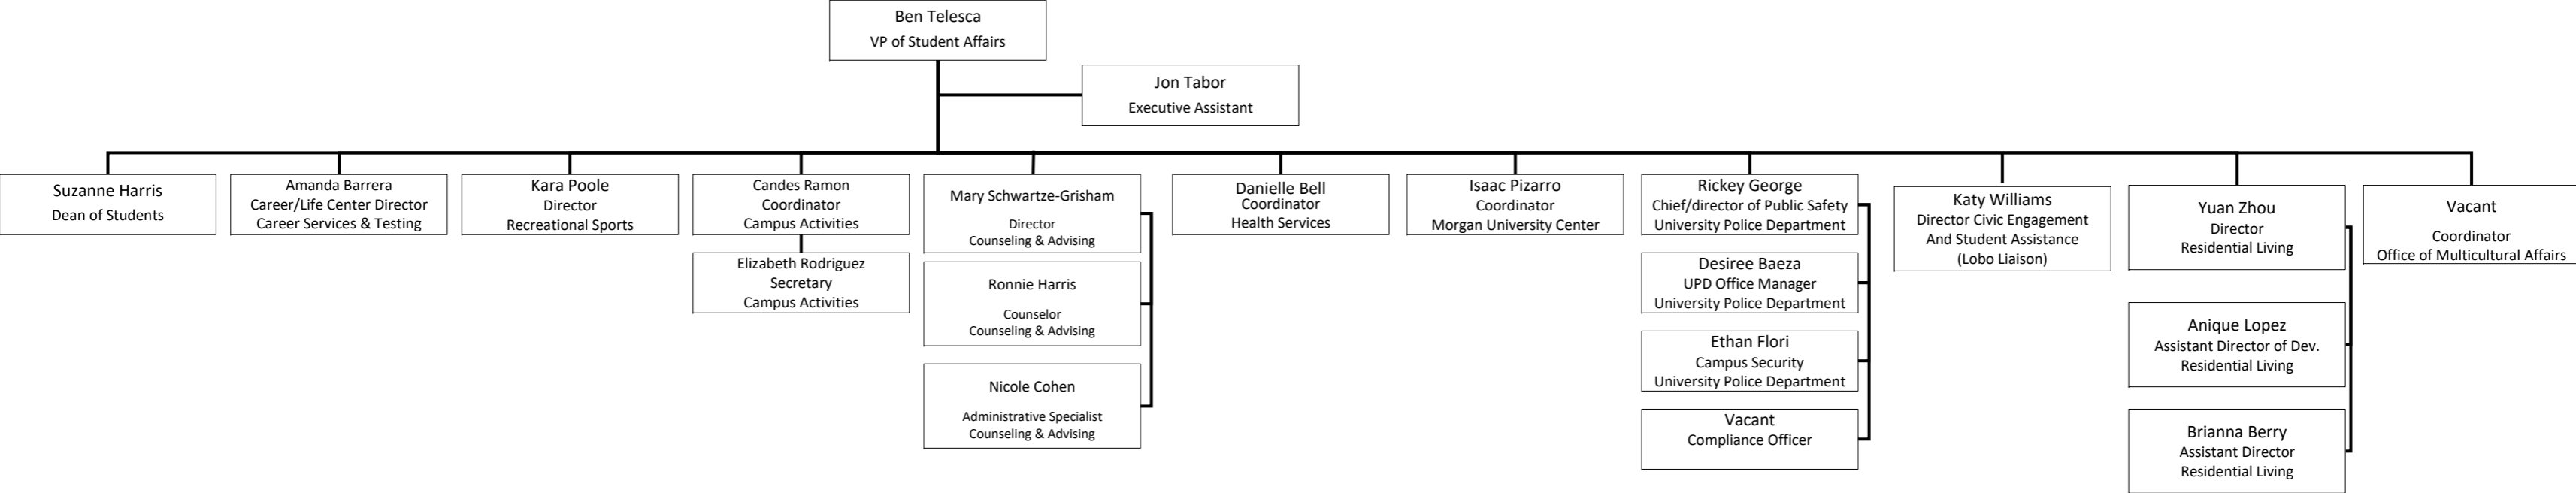 Ben Telesca
VP of Student Affairs
Jon Tabor
Executive Assistant
Suzanne Harris
Dean of Students
Amanda Barrera
Career/Life Center Director
Career Services & Testing
Kara Poole
Director
Recreational Sports
Candes Ramon
Coordinator
Campus Activities
Elizabeth Rodriguez
Secretary
Campus Activities
Mary Schwartze-Grisham
Director
Counseling & Advising
Ronnie Harris
Counselor
Counseling & Advising
Nicole Cohen
Administrative Specialist
Counseling & Advising
Danielle Bell
Coordinator
Health Services
Isaac Pizarro
Coordinator
Morgan University Center
Rickey George
Chief/director of Public Safety
University Police Department
Desiree Baeza
UPD Office Manager
University Police Department
Ethan Flori
Campus Security
University Police Department
Vacant
Compliance Officer
Katy Williams
Director Civic Engagement
And Student Assistance
(Lobo Liaison)
Yuan Zhou
Director
Residential Living
Anique Lopez
Assistant Director of Dev.
Residential Living
Brianna Berry
Assistant Director
Residential Living
Vacant
Coordinator
Office of Multicultural Affairs